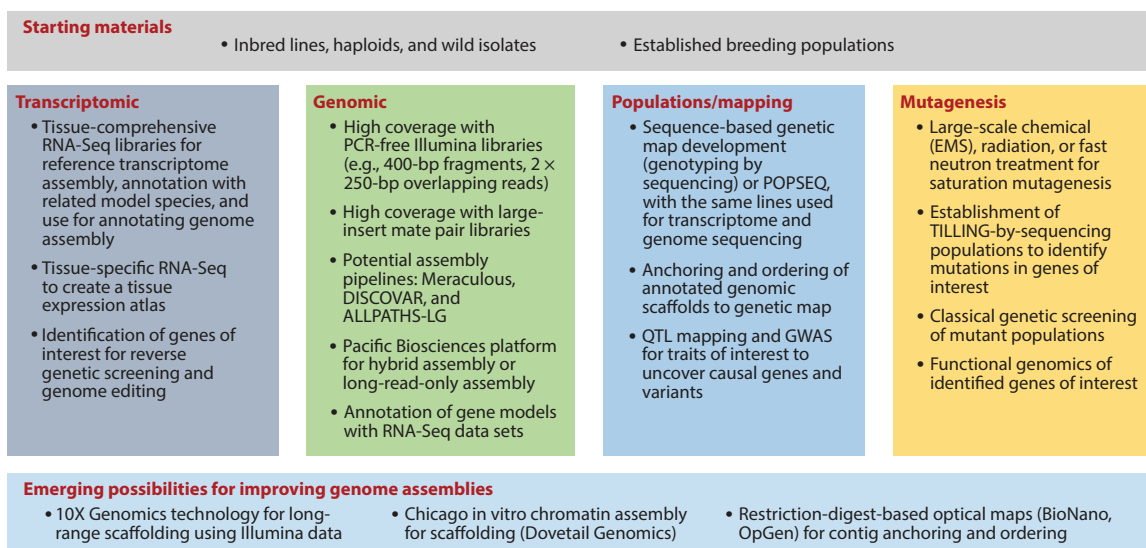 Starting materials
• Inbred lines, haploids, and wild isolates
• Established breeding populations
Transcriptomic
• Tissue-comprehensive
RNA-Seq libraries for
reference transcriptome
assembly, annotation with
related model species, and
use for annotating genome
assembly
• Tissue-specific RNA-Seq
to create a tissue
expression atlas
• Identification of genes of
interest for reverse
genetic screening and
genome editing
Genomic
• High coverage with
PCR-free Illumina libraries
(e.g., 400-bp fragments, 2 ×
250-bp overlapping reads)
• High coverage with large-
insert mate pair libraries
• Potential assembly
pipelines: Meraculous,
DISCOVAR, and
ALLPATHS-LG
• Pacific Biosciences platform
for hybrid assembly or
long-read-only assembly
• Annotation of gene models
with RNA-Seq data sets
Populations/mapping
• Sequence-based genetic
map development
(genotyping by
sequencing) or POPSEQ,
with the same lines used
for transcriptome and
genome sequencing
• Anchoring and ordering of
annotated genomic
scaffolds to genetic map
• QTL mapping and GWAS
for traits of interest to
uncover causal genes and
variants
Mutagenesis
• Large-scale chemical
(EMS), radiation, or fast
neutron treatment for
saturation mutagenesis
• Establishment of
TILLING-by-sequencing
populations to identify
mutations in genes of
interest
• Classical genetic screening
of mutant populations
• Functional genomics of
identified genes of interest
Emerging possibilities for improving genome assemblies
• 10X Genomics technology for long-
range scaffolding using Illumina data
• Chicago in vitro chromatin assembly
for scaffolding (Dovetail Genomics)
• Restriction-digest-based optical maps (BioNano,
OpGen) for contig anchoring and ordering